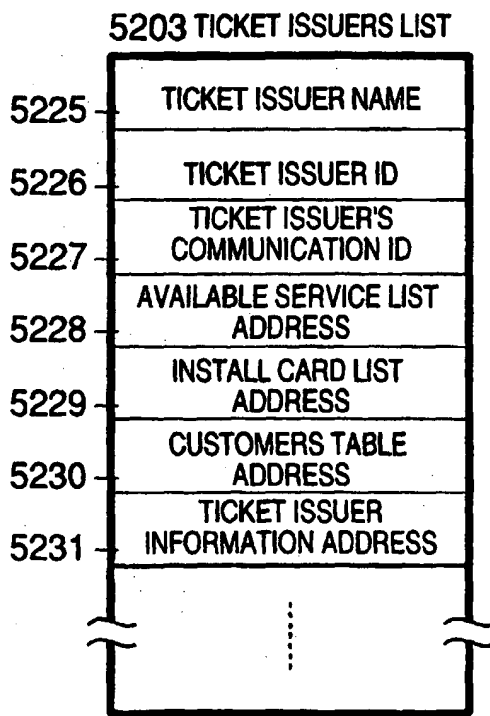 5203 TICKET ISSUERS LIST
5225 TICKET ISSUER NAME
5226 TICKET ISSUER ID
TICKET ISSUER'S
5227 COMMUNICATION ID
AVAILABLE SERVICE LIST
5228 ADDRESS
INSTALL CARD LIST
5229 ADDRESS
CUSTOMERS TABLE
5230 ADDRESS
TICKET ISSUER
5231 INFORMATION ADDRESS